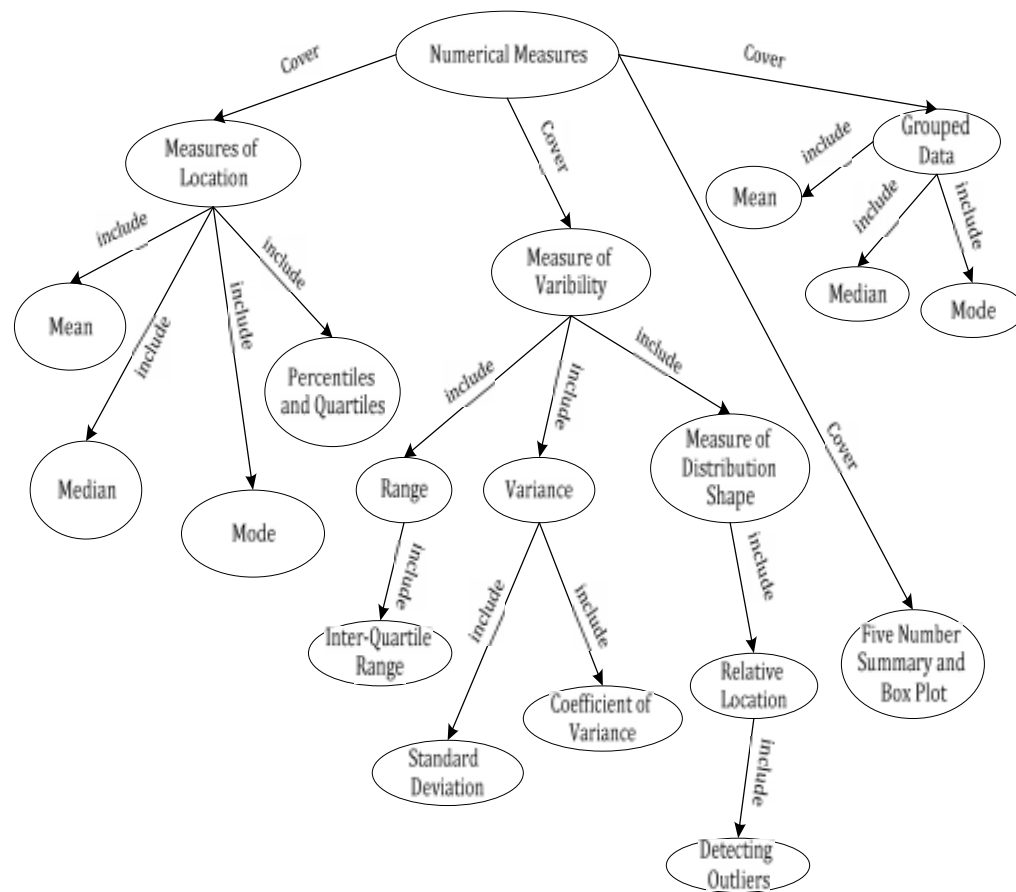 Numerical Measures
Cover
Cover
Cover
Cover
Measures of
Location
Grouped
Data
include
include
include
Mean
Median
Mode
include
include
include
include
Mean
Median
Mode
Percentiles
and Quartiles
Measure of
Varibility
include
include
include
Range
Variance
Measure of
Distribution
Shape
include
include
include
include
Inter-Quartile
Range
Standard
Deviation
Coefficient of
Variance
Relative
Location
Five Number
Summary and
Box Plot
include
Detecting
Outliers